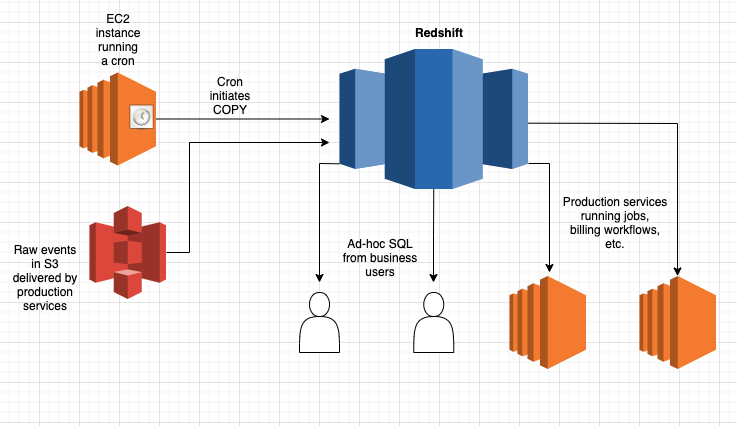 EC2
instance
running
a cron
Redshift
Cron
initiates
COPY
Production services
running jobs,
billing workflows,
etc.
Raw events
in S3
delivered by
production
services
Ad-hoc SQL
from business
users